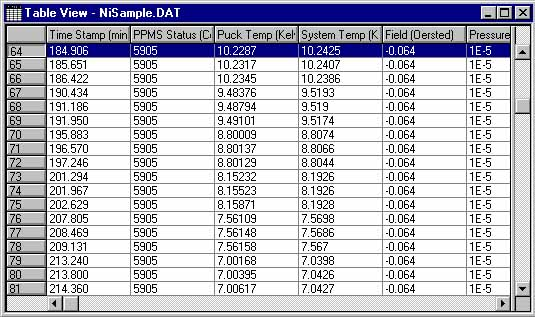 Table View - NiSample.DAT
Time Stamp (min PPMS Status (Co Puck Temp (Kelv System Temp (K Field (Oersted) Pressure
64 184.906 5905 10.2287 10.2425 -0.064 1E-5
65 185.651 5905 10.2317 10.2407 -0.064 1E-5
66 186.422 5905 10.2345 10.2386 -0.064 1E-5
67 190.434 5905 9.48376 9.5193 -0.064 1E-5
68 191.186 5905 9.48794 9.519 -0.064 1E-5
69 191.950 5905 9.49101 9.5174 -0.064 1E-5
70 195.883 5905 8.80009 8.8074 -0.064 1E-5
71 196.570 5905 8.80137 8.8066 -0.064 1E-5
72 197.246 5905 8.80129 8.8044 -0.064 1E-5
73 201.294 5905 8.15232 8.1926 -0.064 1E-5
74 201.967 5905 8.15523 8.1928 -0.064 1E-5
75 202.629 5905 8.15871 8.1928 -0.064 1E-5
76 207.805 5905 7.56109 7.5698 -0.064 1E-5
77 208.469 5905 7.56148 7.5686 -0.064 1E-5
78 209.131 5905 7.56158 7.567 -0.064 1E-5
79 213.240 5905 7.00168 7.0398 -0.064 1E-5
80 213.800 5905 7.00395 7.0426 -0.064 1E-5
81 214.360 5905 7.00617 7.0427 -0.064 1E-5